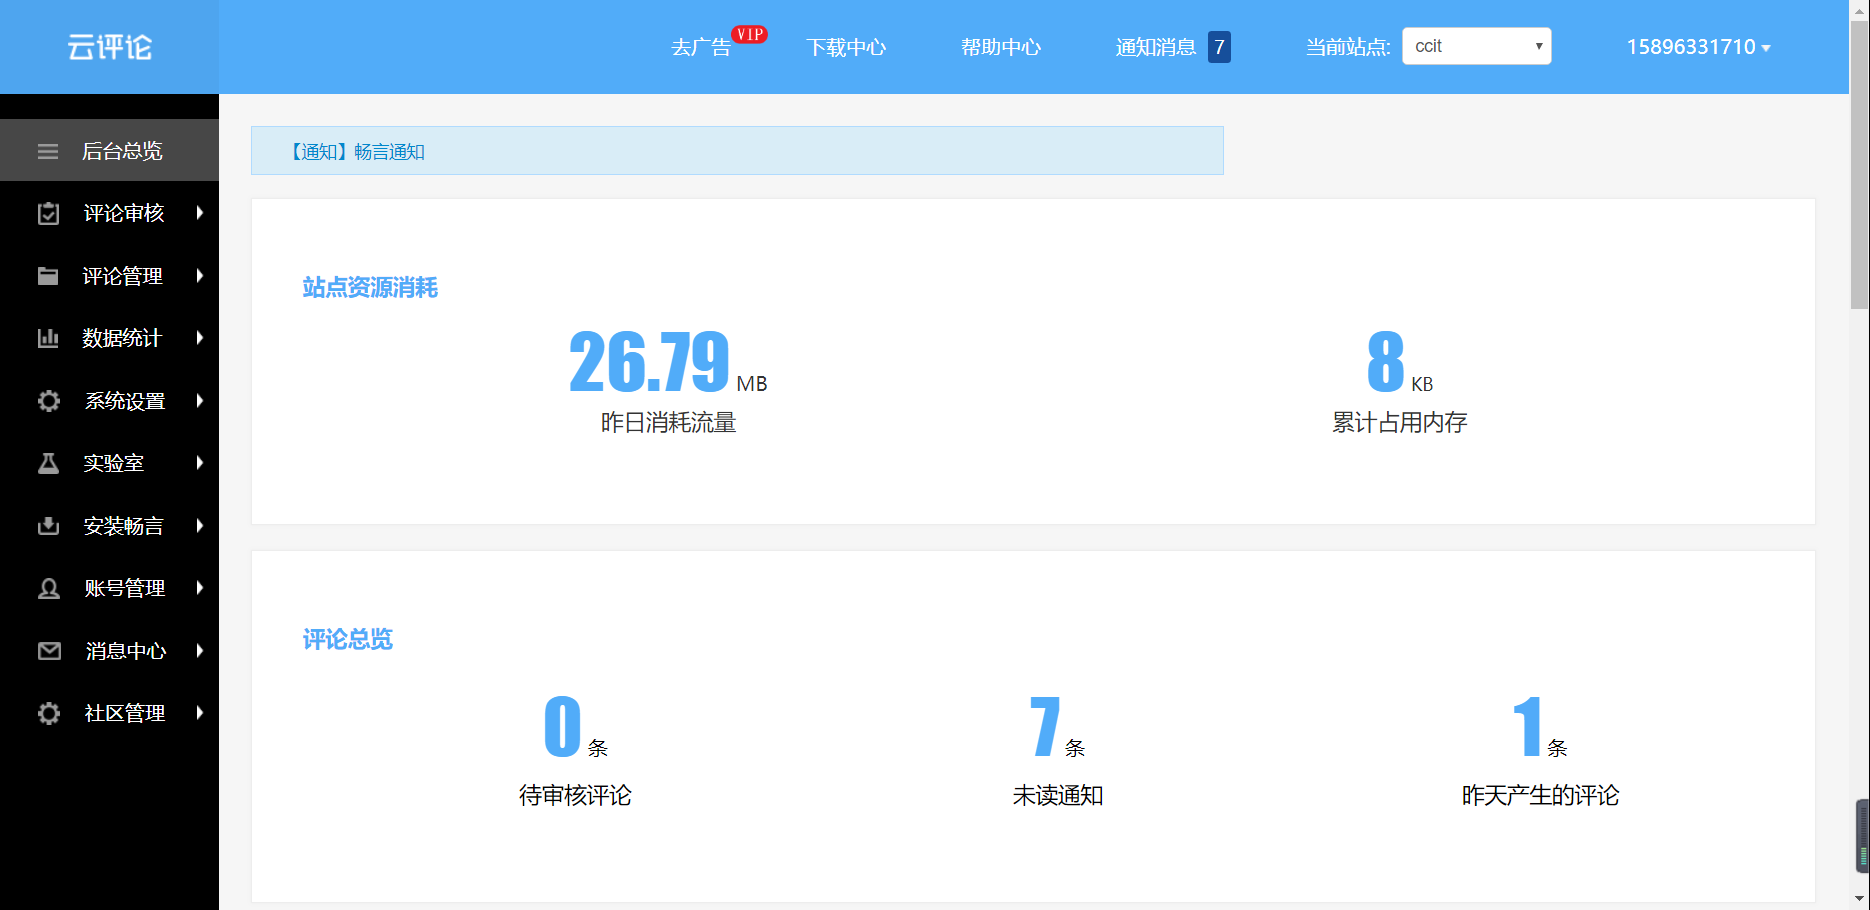 云评论
去广告 VIP
下载中心
帮助中心
通知消息 7
当前站点: ccit
15896331710
后台总览
评论审核
评论管理
数据统计
系统设置
实验室
安装畅言
账号管理
消息中心
社区管理
【通知】畅言通知
站点资源消耗
26.79 MB
昨日消耗流量
8 KB
累计占用内存
评论总览
0 条
待审核评论
7 条
未读通知
1 条
昨天产生的评论